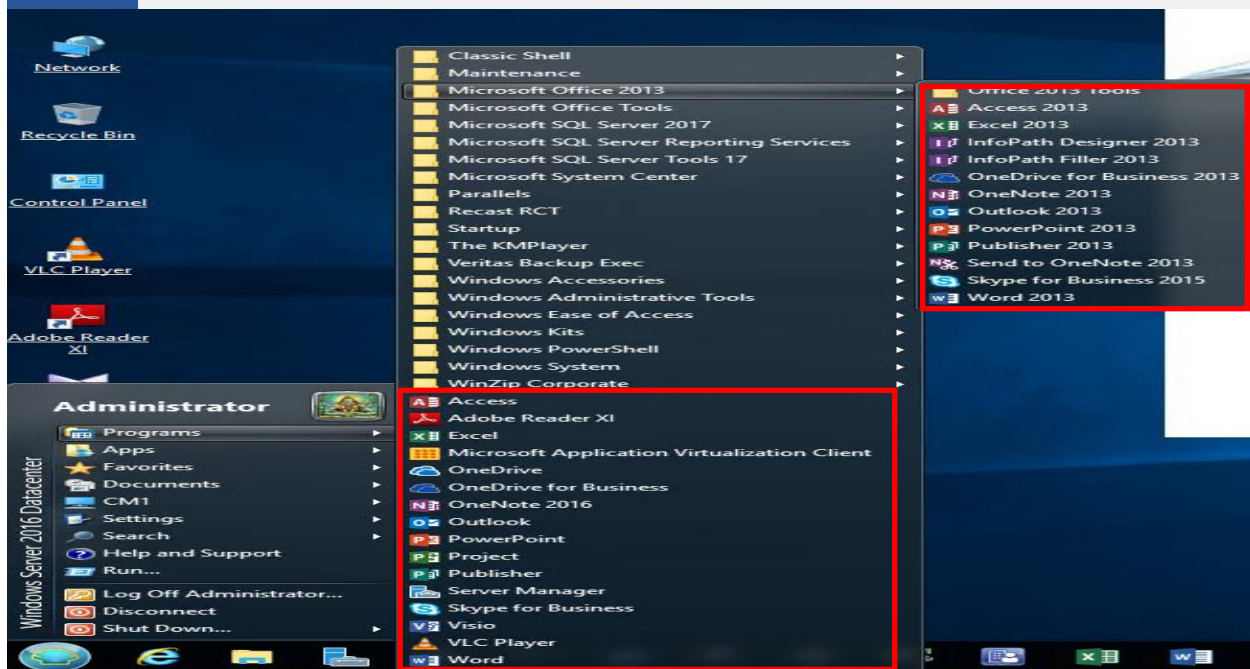 Network
Recycle Bin
Control Panel
VLC Player
Adobe Reader
XI
Administrator
Programs
Apps
Favorites
Documents
CM1
Settings
Search
Help and Support
Run...
Log Off Administrator...
Disconnect
Shut Down...
Windows Server 2016 Datacenter
Classic Shell
Maintenance
Microsoft Office 2013
Microsoft Office Tools
Microsoft SQL Server 2017
Microsoft SQL Server Reporting Services
Microsoft SQL Server Tools 17
Microsoft System Center
Parallels
Recast RCT
Startup
The KMPlayer
Veritas Backup Exec
Windows Accessories
Windows Administrative Tools
Windows Ease of Access
Windows Kits
Windows PowerShell
Windows System
WinZip Corporate
Access
Adobe Reader XI
Excel
Microsoft Application Virtualization Client
OneDrive
OneDrive for Business
OneNote 2016
Outlook
PowerPoint
Project
Publisher
Server Manager
Skype for Business
Visio
VLC Player
Word
Office 2013 Tools
Access 2013
Excel 2013
InfoPath Designer 2013
InfoPath Filler 2013
OneDrive for Business 2013
OneNote 2013
Outlook 2013
PowerPoint 2013
Publisher 2013
Send to OneNote 2013
Skype for Business 2015
Word 2013